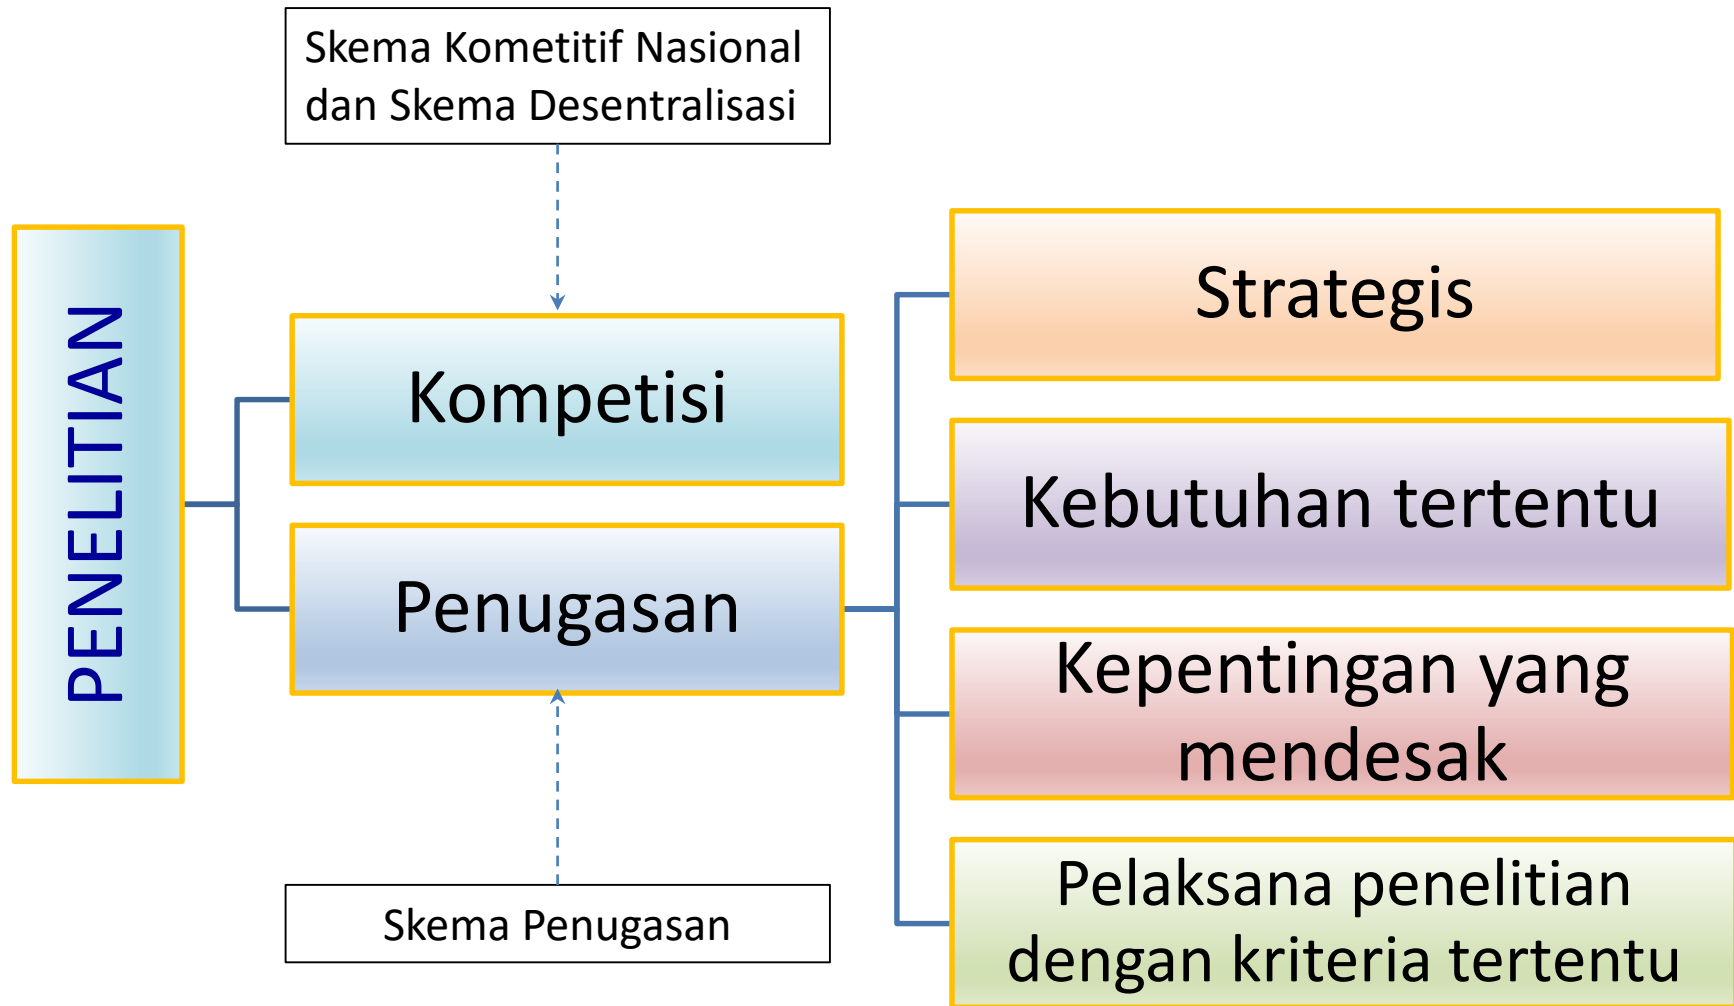 Skema Kometitif Nasional
dan Skema Desentralisasi
PENELITIAN
Kompetisi
Penugasan
Skema Penugasan
Strategis
Kebutuhan tertentu
Kepentingan yang
mendesak
Pelaksana penelitian
dengan kriteria tertentu